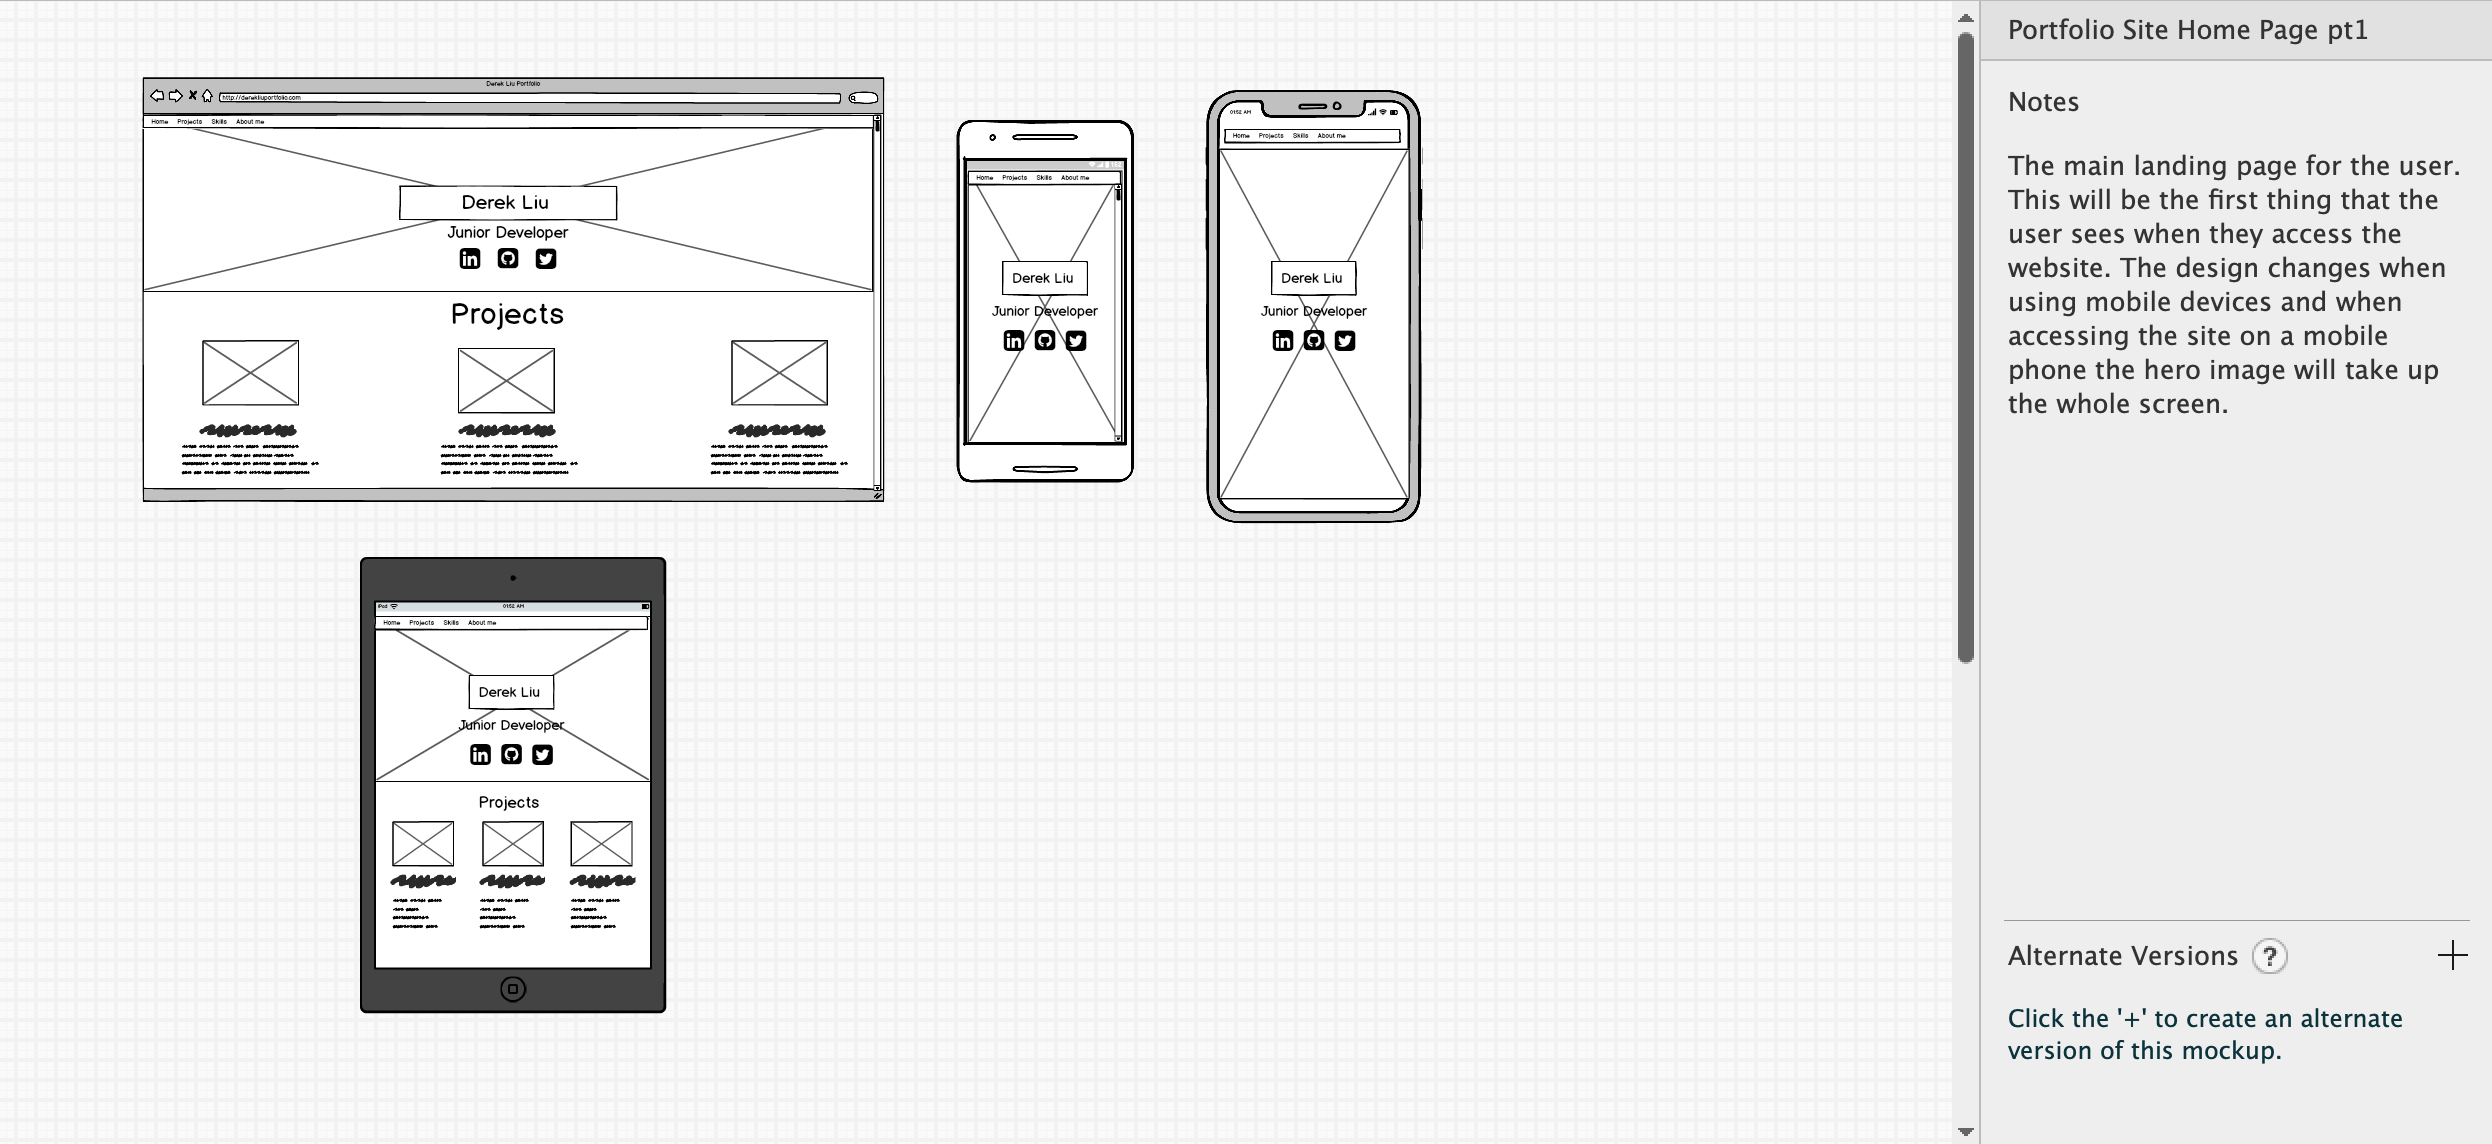 Derek Liu Portfolio
http://derekliuportfolio.com
Home Projects Skills About me
Derek Liu
Junior Developer
Projects
Home Projects Skills About me
Derek Liu
Junior Developer
01:52 AM
Home Projects Skills About me
Derek Liu
Junior Developer
iPad 01:52 AM
Home Projects Skills About me
Derek Liu
Junior Developer
Projects
Portfolio Site Home Page pt1
Notes
The main landing page for the user.
This will be the first thing that the
user sees when they access the
website. The design changes when
using mobile devices and when
accessing the site on a mobile
phone the hero image will take up
the whole screen.
Alternate Versions ?
Click the '+' to create an alternate
version of this mockup.